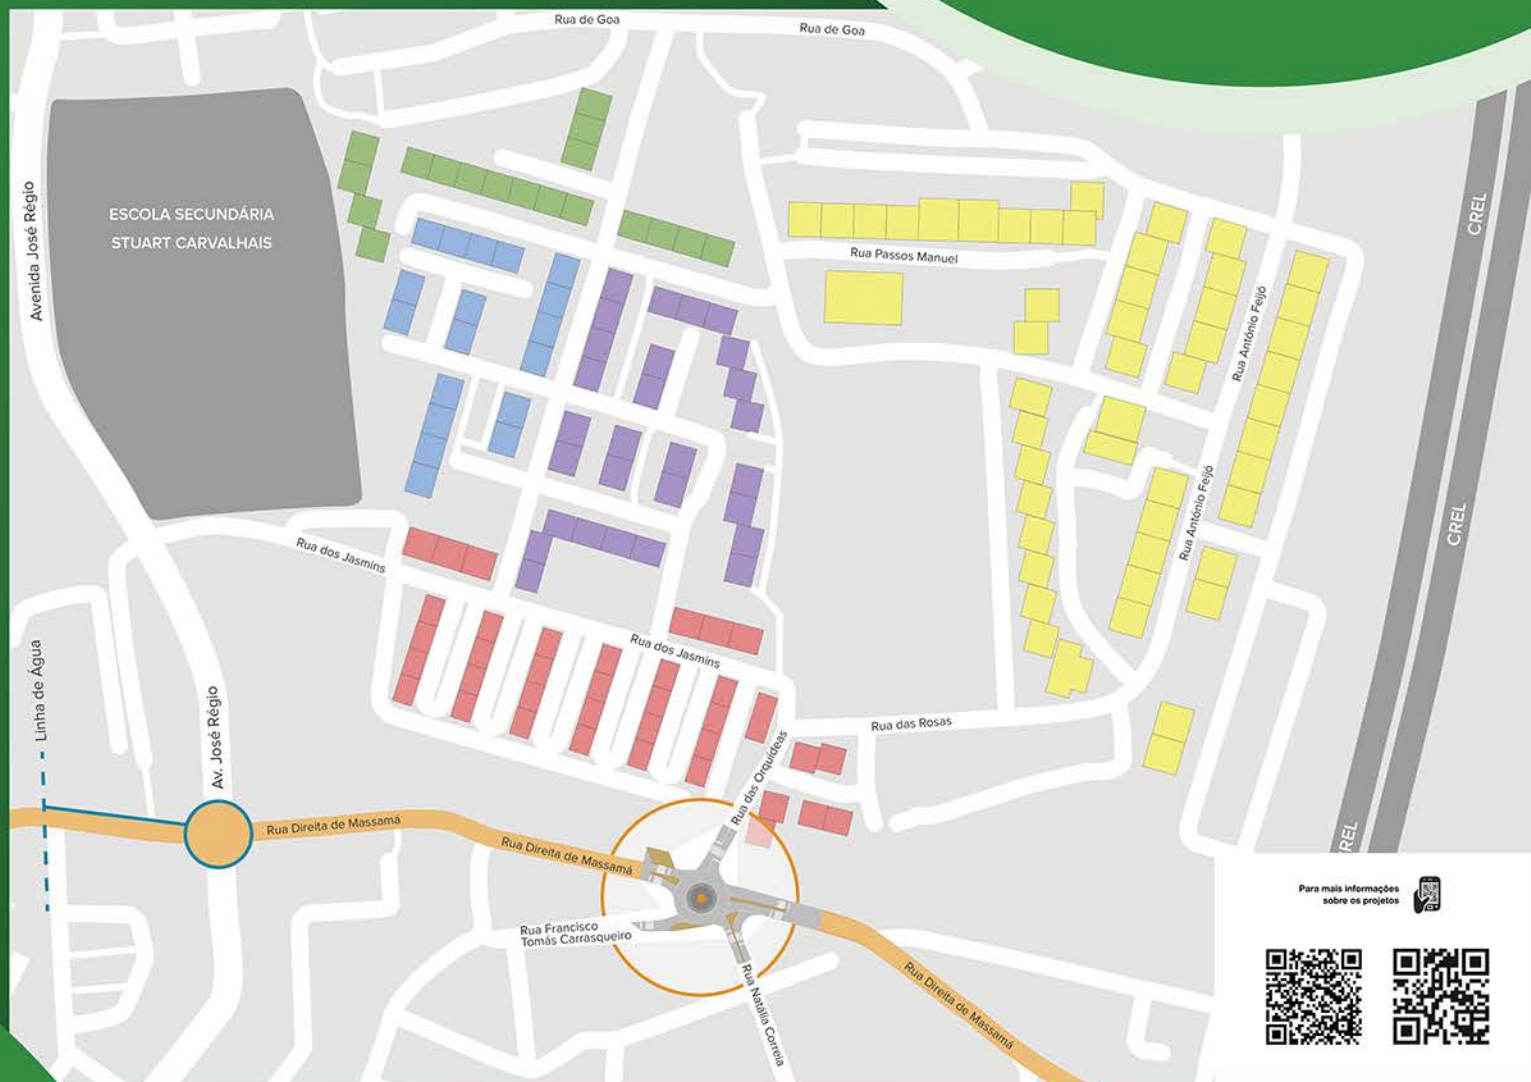 Rua de Goa
Rua de Goa
Avenida José Régio
ESCOLA SECUNDÁRIA
STUART CARVALHAIS
CREL
Rua Passos Manuel
Rua António Feijó
Rua António Feijó
CREL
Rua dos Jasmins
Rua dos Jasmins
Linha de Água
Av. José Régio
Rua das Rosas
Rua das Orquídeas
Rua Direita de Massamá
Rua Direita de Massamá
CREL
Para mais informações
sobre os projetos
Rua Francisco
Tomás Carrasqueiro
Rua Natália Correia
Rua Direita de Massamá